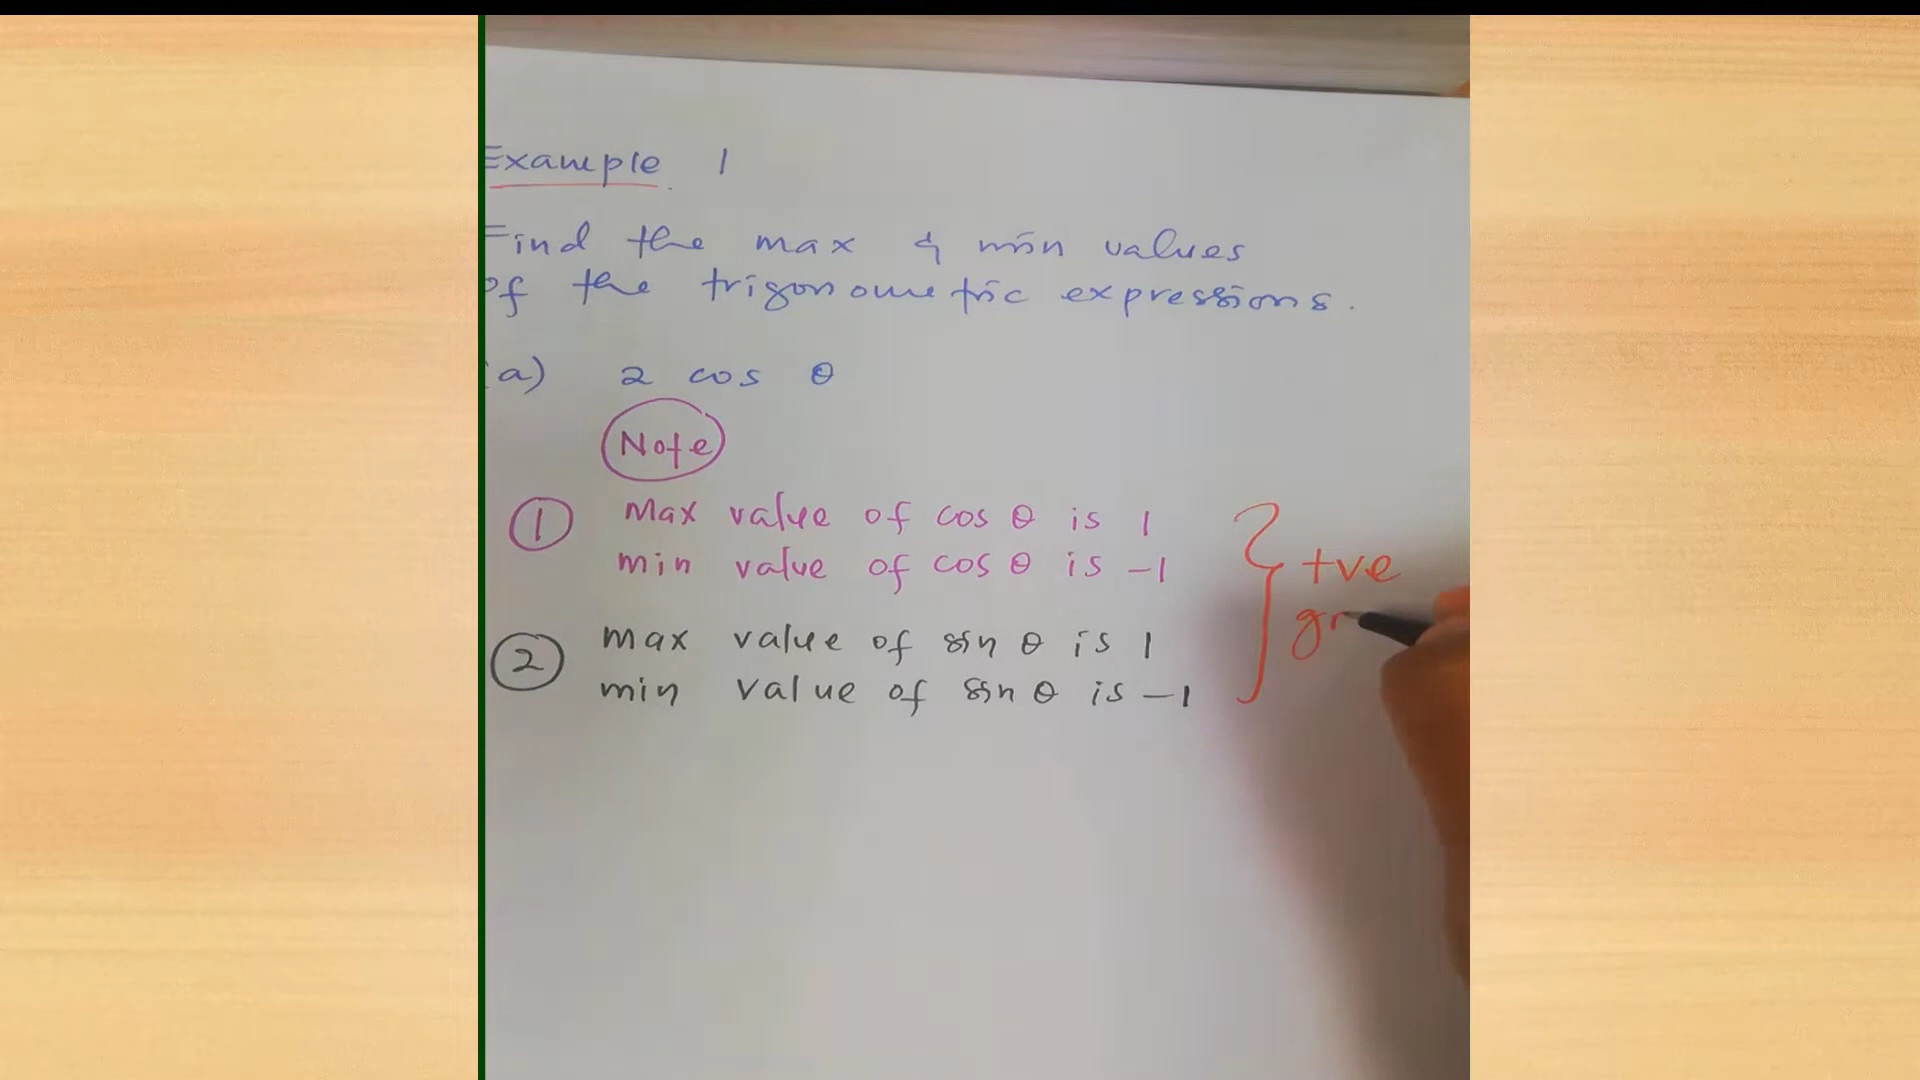 Example 1
Find the max & min values
of the trigonometric expressions.
(a) 2 cos θ
Note
① Max value of cos θ is 1
min value of cos θ is -1
② max value of sin θ is 1
min value of sin θ is -1
+ve
gr